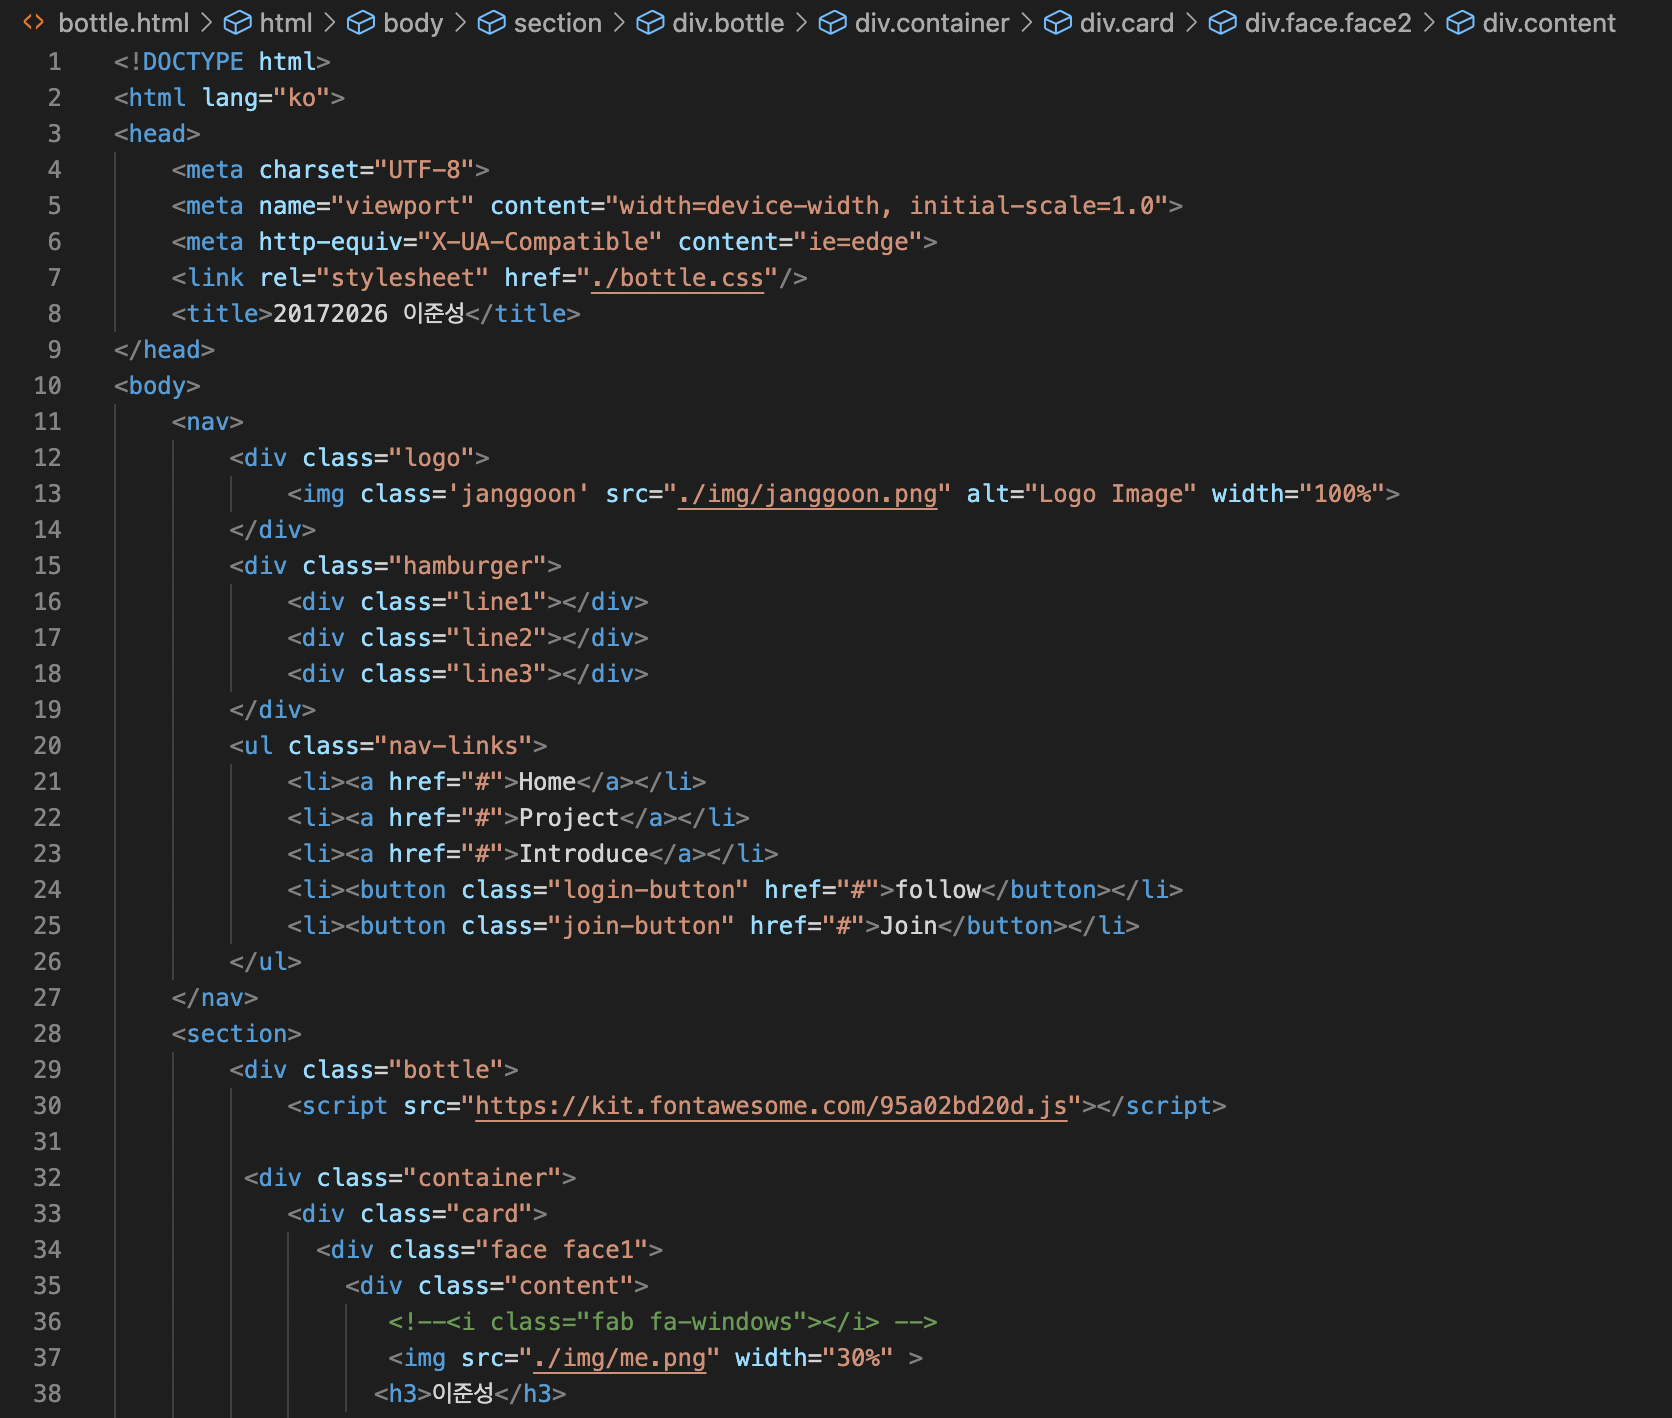 bottle.html > html > body > section > div.bottle > div.container > div.card > div.face.face2 > div.content
1 <!DOCTYPE html>
2 <html lang="ko">
3 <head>
4     <meta charset="UTF-8">
5     <meta name="viewport" content="width=device-width, initial-scale=1.0">
6     <meta http-equiv="X-UA-Compatible" content="ie=edge">
7     <link rel="stylesheet" href="./bottle.css"/>
8     <title>20172026 이준성</title>
9 </head>
10 <body>
11     <nav>
12         <div class="logo">
13             <img class='janggoon' src="./img/janggoon.png" alt="Logo Image" width="100%">
14         </div>
15         <div class="hamburger">
16             <div class="line1"></div>
17             <div class="line2"></div>
18             <div class="line3"></div>
19         </div>
20         <ul class="nav-links">
21             <li><a href="#">Home</a></li>
22             <li><a href="#">Project</a></li>
23             <li><a href="#">Introduce</a></li>
24             <li><button class="login-button" href="#">follow</button></li>
25             <li><button class="join-button" href="#">Join</button></li>
26         </ul>
27     </nav>
28     <section>
29         <div class="bottle">
30             <script src="https://kit.fontawesome.com/95a02bd20d.js"></script>
31
32          <div class="container">
33             <div class="card">
34               <div class="face face1">
35                 <div class="content">
36                    <!--<i class="fab fa-windows"></i> -->
37                    <img src="./img/me.png" width="30%" >
38                   <h3>이준성</h3>